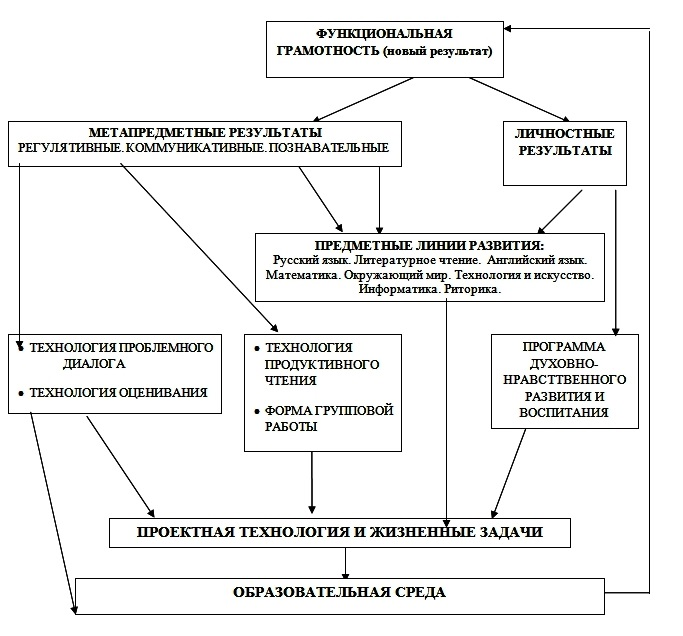 ФУНКЦИОНАЛЬНАЯ
ГРАМОТНОСТЬ (новый результат)
МЕТАПРЕДМЕТНЫЕ РЕЗУЛЬТАТЫ
РЕГУЛЯТИВНЫЕ. КОММУНИКАТИВНЫЕ. ПОЗНАВАТЕЛЬНЫЕ
ЛИЧНОСТНЫЕ
РЕЗУЛЬТАТЫ
ПРЕДМЕТНЫЕ ЛИНИИ РАЗВИТИЯ:
Русский язык. Литературное чтение. Английский язык.
Математика. Окружающий мир. Технология и искусство.
Информатика. Риторика.
• ТЕХНОЛОГИЯ ПРОБЛЕМНОГО
ДИАЛОГА
• ТЕХНОЛОГИЯ ОЦЕНИВАНИЯ
• ТЕХНОЛОГИЯ
ПРОДУКТИВНОГО
ЧТЕНИЯ
• ФОРМА ГРУППОВОЙ
РАБОТЫ
ПРОГРАММА
ДУХОВНО-
НРАВСТТВЕННОГО
РАЗВИТИЯ И
ВОСПИТАНИЯ
ПРОЕКТНАЯ ТЕХНОЛОГИЯ И ЖИЗНЕННЫЕ ЗАДАЧИ
ОБРАЗОВАТЕЛЬНАЯ СРЕДА